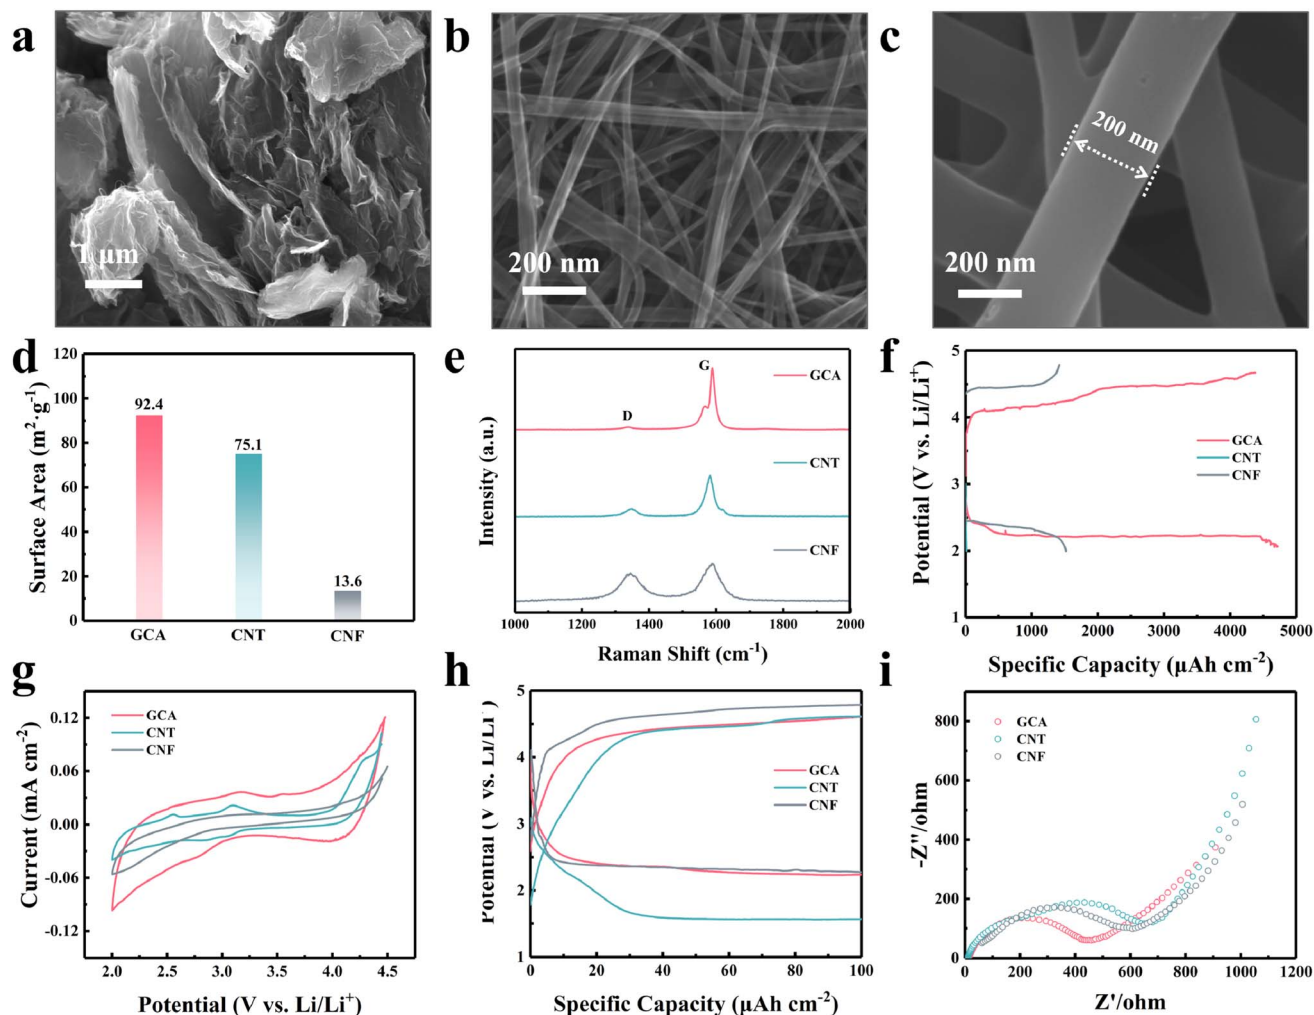 a
1 μm
b
200 nm
c
200 nm
200 nm
d
Surface Area (m²·g⁻¹)
120
100
80
60
40
20
0
92.4
75.1
13.6
GCA
CNT
CNF
e
Intensity (a.u.)
G
D
GCA
CNT
CNF
1000
1200
1400
1600
1800
2000
Raman Shift (cm⁻¹)
f
Potential (V vs. Li/Li⁺)
5
4
3
2
1
GCA
CNT
CNF
0
1000
2000
3000
4000
5000
Specific Capacity (μAh cm⁻²)
g
Current (mA cm⁻²)
0.12
0.06
0.00
-0.06
-0.12
GCA
CNT
CNF
2.0
2.5
3.0
3.5
4.0
4.5
Potential (V vs. Li/Li⁺)
h
Potential (V vs. Li/Li
5
4
3
2
1
GCA
CNT
CNF
0
20
40
60
80
100
Specific Capacity (μAh cm⁻²)
i
-Z''/ohm
800
600
400
200
0
GCA
CNT
CNF
0
200
400
600
800
1000
1200
Z'/ohm